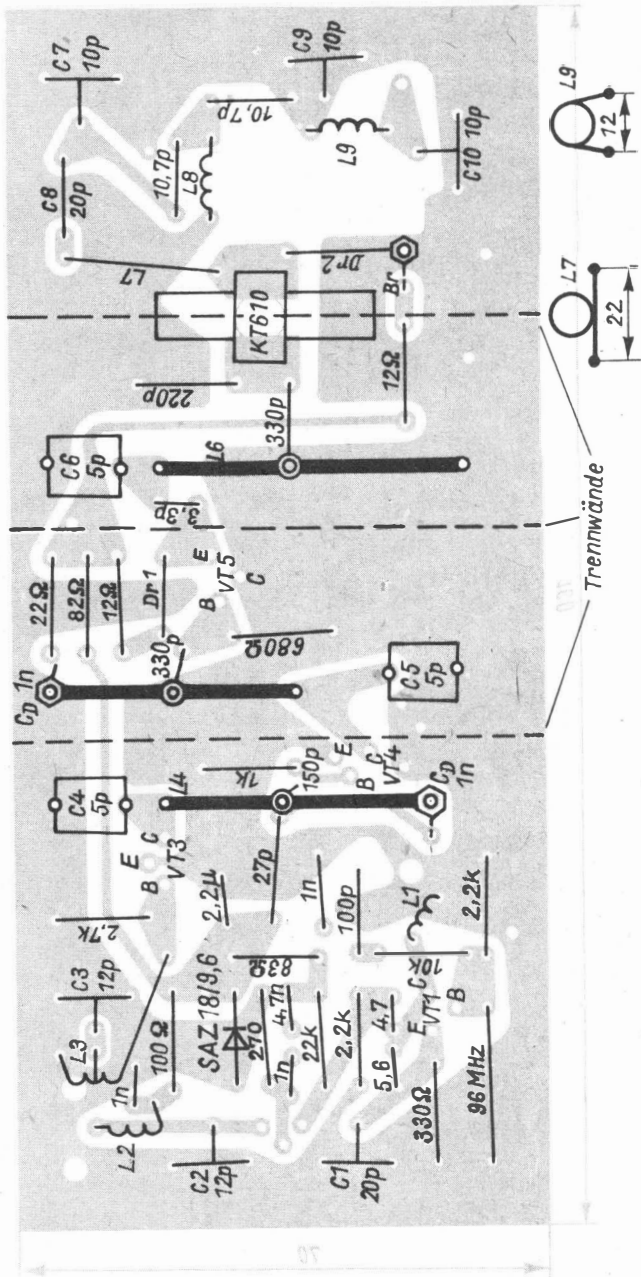 C7
10p
C8
20p
10,7p
L8
10,7p
C9
10p
L9
C10 10p
L7
Dr2
Br
KT610
220p
330p
12Ω
C6
5p
L6
3,3p
22Ω
82Ω
12Ω
Dr1
B E
VT5
C
CD 1n
330p
680Ω
C5
5p
C4
5p
L4
1k
150p
E
B C
VT4
CD
1n
B E C
VT3
27p
2,7k
2,2µ
1n
100p
L1
2,2k
C3
12p
83Ω
10k
L3
1n
100Ω
SAZ 18/9,6
270
4,7n
1n
22k
2,2k
4,7
5,6
E C
VT1
B
330Ω
96MHz
L2
C2
12p
C1
20p
L9
12
L7
22
Trennwände
70